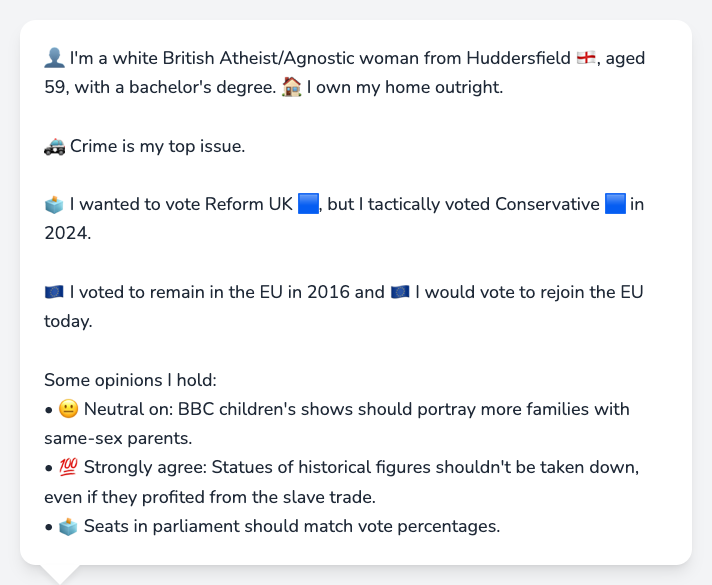 👤 I'm a white British Atheist/Agnostic woman from Huddersfield 🏴󠁧󠁢󠁥󠁮󠁧󠁿, aged
59, with a bachelor's degree. 🏠 I own my home outright.
🚓 Crime is my top issue.
🗳️ I wanted to vote Reform UK 🟦, but I tactically voted Conservative 🟦 in
2024.
🇪🇺 I voted to remain in the EU in 2016 and 🇪🇺 I would vote to rejoin the EU
today.
Some opinions I hold:
• 😐 Neutral on: BBC children's shows should portray more families with
same-sex parents.
• 💯 Strongly agree: Statues of historical figures shouldn't be taken down,
even if they profited from the slave trade.
• 🗳️ Seats in parliament should match vote percentages.